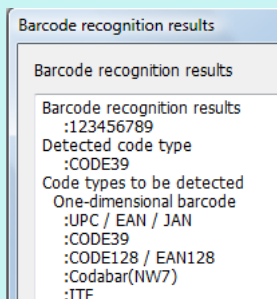 Barcode recognition results
Barcode recognition results
Barcode recognition results
:123456789
Detected code type
:CODE39
Code types to be detected
One-dimensional barcode
:UPC / EAN / JAN
:CODE39
:CODE128 / EAN128
:Codabar(NW7)
:ITF